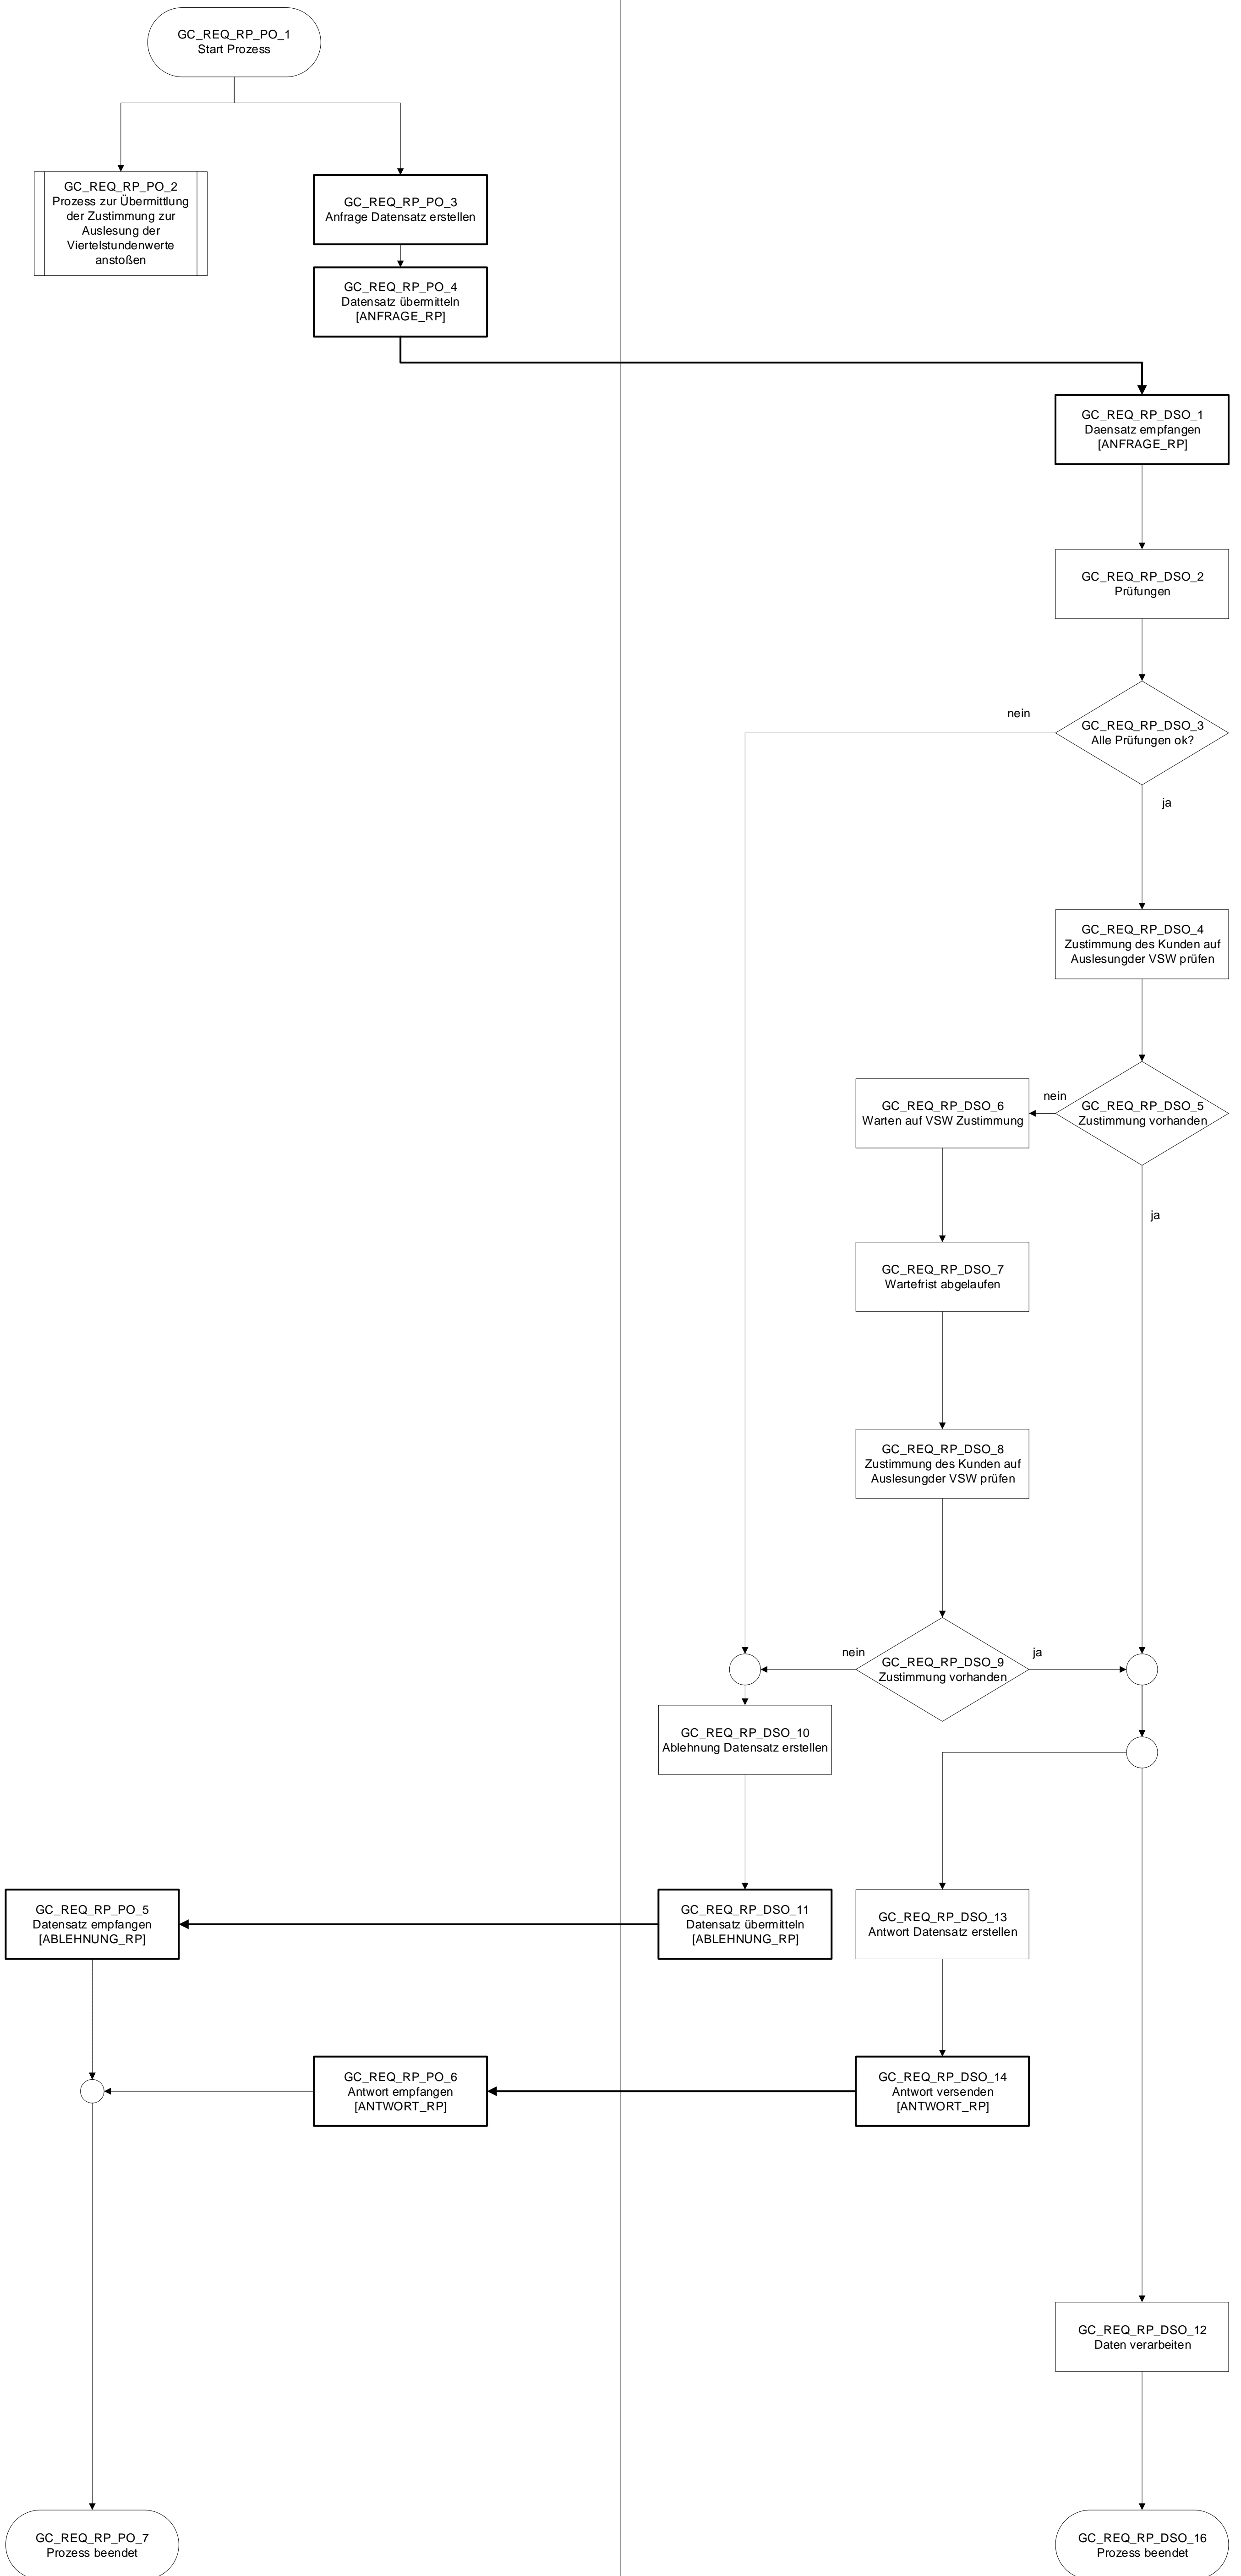 GC_REQ_RP_PO_1
Start Prozess
GC_REQ_RP_PO_2
Prozess zur Übermittlung
der Zustimmung zur
Auslesung der
Viertelstundenwerte
anstoßen
GC_REQ_RP_PO_3
Anfrage Datensatz erstellen
GC_REQ_RP_PO_4
Datensatz übermitteln
[ANFRAGE_RP]
GC_REQ_RP_DSO_1
Daensatz empfangen
[ANFRAGE_RP]
GC_REQ_RP_DSO_2
Prüfungen
nein
GC_REQ_RP_DSO_3
Alle Prüfungen ok?
ja
GC_REQ_RP_DSO_4
Zustimmung des Kunden auf
Auslesungder VSW prüfen
nein
GC_REQ_RP_DSO_5
Zustimmung vorhanden
GC_REQ_RP_DSO_6
Warten auf VSW Zustimmung
ja
GC_REQ_RP_DSO_7
Wartefrist abgelaufen
GC_REQ_RP_DSO_8
Zustimmung des Kunden auf
Auslesungder VSW prüfen
nein
GC_REQ_RP_DSO_9
Zustimmung vorhanden
ja
GC_REQ_RP_DSO_10
Ablehnung Datensatz erstellen
GC_REQ_RP_PO_5
Datensatz empfangen
[ABLEHNUNG_RP]
GC_REQ_RP_DSO_11
Datensatz übermitteln
[ABLEHNUNG_RP]
GC_REQ_RP_DSO_13
Antwort Datensatz erstellen
GC_REQ_RP_PO_6
Antwort empfangen
[ANTWORT_RP]
GC_REQ_RP_DSO_14
Antwort versenden
[ANTWORT_RP]
GC_REQ_RP_DSO_12
Daten verarbeiten
GC_REQ_RP_PO_7
Prozess beendet
GC_REQ_RP_DSO_16
Prozess beendet